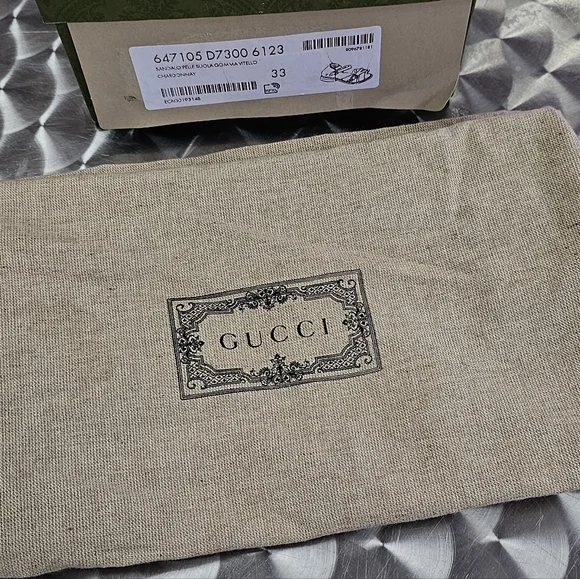 647105 D7300 6123
SANDALO PELLE SUOLA GOMMA VITELLO
CHARDONNAY
33
GUCCI